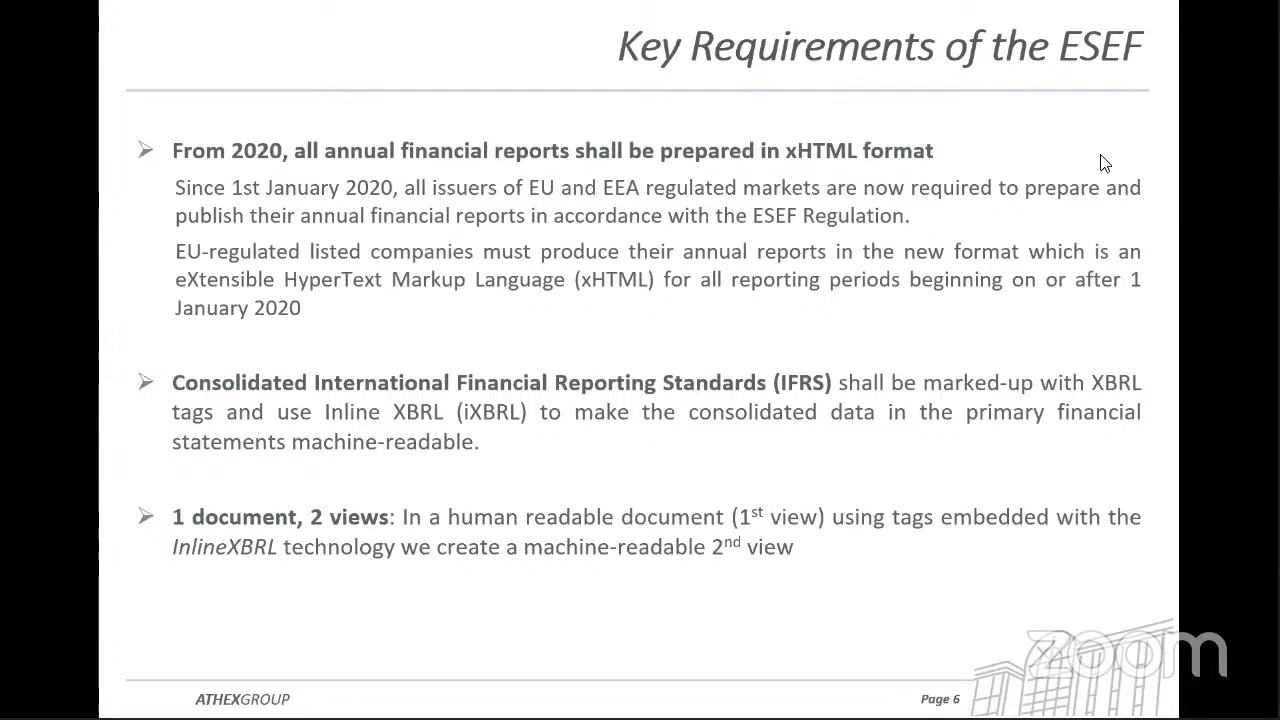 Key Requirements of the ESEF
➢ From 2020, all annual financial reports shall be prepared in xHTML format
Since 1st January 2020, all issuers of EU and EEA regulated markets are now required to prepare and
publish their annual financial reports in accordance with the ESEF Regulation.
EU-regulated listed companies must produce their annual reports in the new format which is an
eXtensible HyperText Markup Language (xHTML) for all reporting periods beginning on or after 1
January 2020
➢ Consolidated International Financial Reporting Standards (IFRS) shall be marked-up with XBRL
tags and use Inline XBRL (iXBRL) to make the consolidated data in the primary financial
statements machine-readable.
➢ 1 document, 2 views: In a human readable document (1st view) using tags embedded with the
InlineXBRL technology we create a machine-readable 2nd view
zoom
ATHEXGROUP
Page 6